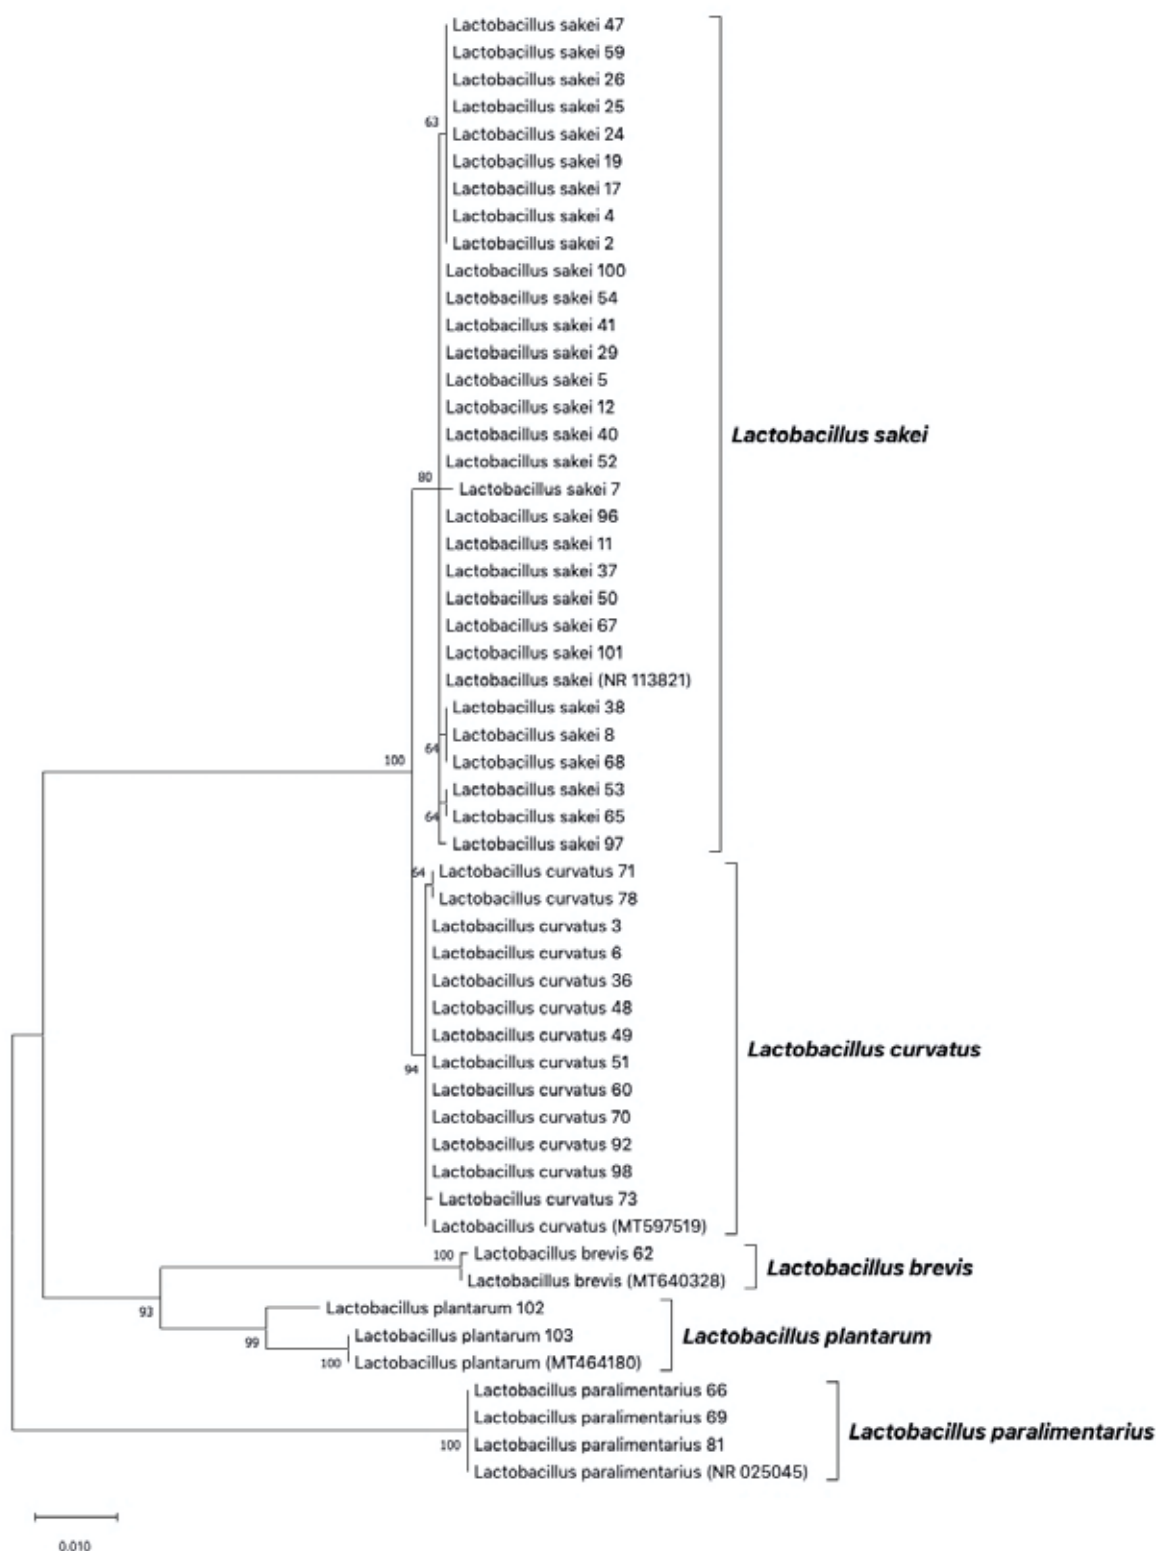 Lactobacillus sakei 47
Lactobacillus sakei 59
Lactobacillus sakei 26
Lactobacillus sakei 25
63
Lactobacillus sakei 24
Lactobacillus sakei 19
Lactobacillus sakei 17
Lactobacillus sakei 4
Lactobacillus sakei 2
Lactobacillus sakei 100
Lactobacillus sakei 54
Lactobacillus sakei 41
Lactobacillus sakei 29
Lactobacillus sakei 5
Lactobacillus sakei 12
Lactobacillus sakei 40
Lactobacillus sakei
Lactobacillus sakei 52
80
Lactobacillus sakei 7
Lactobacillus sakei 96
Lactobacillus sakei 11
Lactobacillus sakei 37
Lactobacillus sakei 50
Lactobacillus sakei 67
Lactobacillus sakei 101
Lactobacillus sakei (NR 113821)
Lactobacillus sakei 38
Lactobacillus sakei 8
64
100
Lactobacillus sakei 68
Lactobacillus sakei 53
Lactobacillus sakei 65
64
Lactobacillus sakei 97
64
Lactobacillus curvatus 71
Lactobacillus curvatus 78
Lactobacillus curvatus 3
Lactobacillus curvatus 6
Lactobacillus curvatus 36
Lactobacillus curvatus 48
Lactobacillus curvatus 49
Lactobacillus curvatus
Lactobacillus curvatus 51
94
Lactobacillus curvatus 60
Lactobacillus curvatus 70
Lactobacillus curvatus 92
Lactobacillus curvatus 98
Lactobacillus curvatus 73
Lactobacillus curvatus (MT597519)
100
Lactobacillus brevis 62
Lactobacillus brevis
Lactobacillus brevis (MT640328)
93
Lactobacillus plantarum 102
99
Lactobacillus plantarum 103
Lactobacillus plantarum
100
Lactobacillus plantarum (MT464180)
Lactobacillus paralimentarius 66
Lactobacillus paralimentarius 69
Lactobacillus paralimentarius
100
Lactobacillus paralimentarius 81
Lactobacillus paralimentarius (NR 025045)
0.010